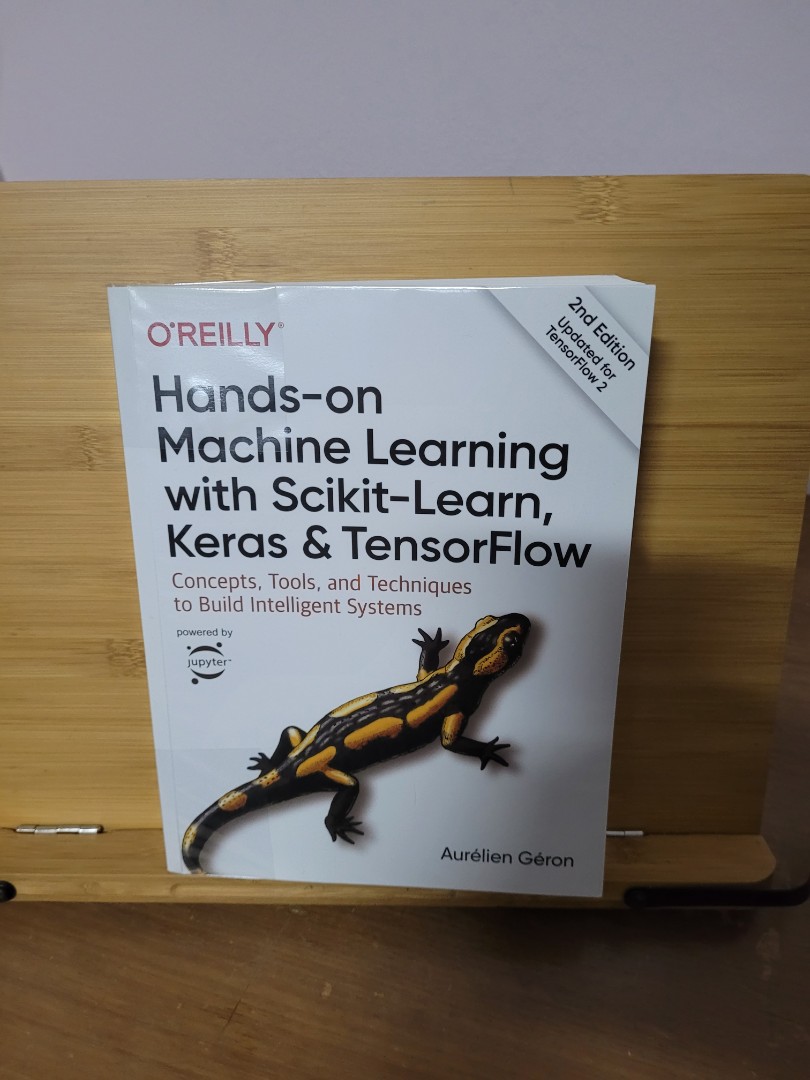 O'REILLY®
2nd Edition
Updated for
TensorFlow 2
Hands-on
Machine Learning
with Scikit-Learn,
Keras & TensorFlow
Concepts, Tools, and Techniques
to Build Intelligent Systems
powered by
jupyter™
Aurélien Géron